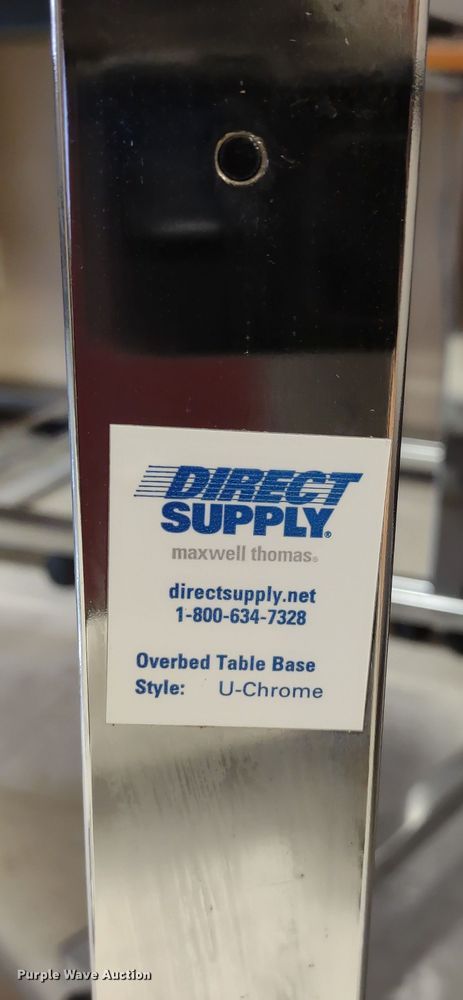 DIRECT
SUPPLY®
maxwell thomas®
directsupply.net
1-800-634-7328
Overbed Table Base
Style: U-Chrome
Purple Wave Auction